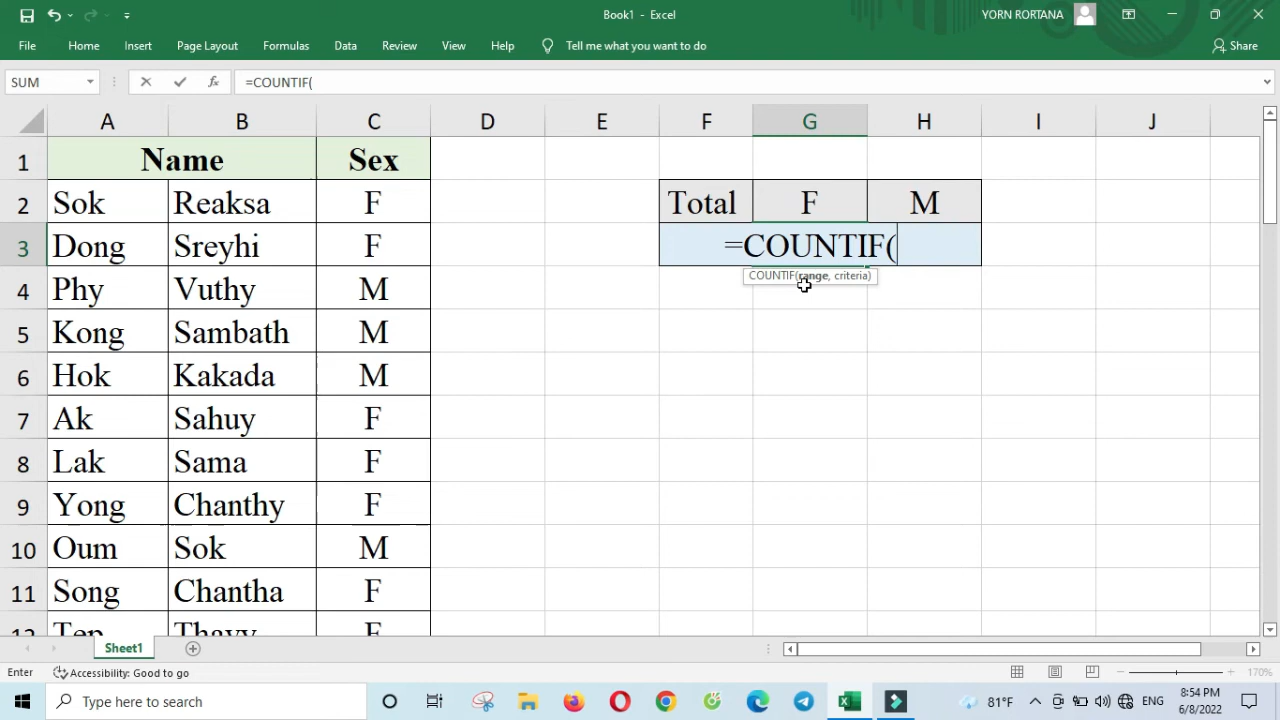 Book1 - Excel
YORN RORTANA
File Home Insert Page Layout Formulas Data Review View Help Tell me what you want to do Share
SUM =COUNTIF(
A B C D E F G H I J
1 Name Sex
2 Sok Reaksa F Total F M
3 Dong Sreyhi F =COUNTIF(
COUNTIF(range, criteria)
4 Phy Vuthy M
5 Kong Sambath M
6 Hok Kakada M
7 Ak Sahuy F
8 Lak Sama F
9 Yong Chanthy F
10 Oum Sok M
11 Song Chantha F
12 Tep Thavy F
Sheet1
Enter Accessibility: Good to go 170%
Type here to search 81°F ENG 8:54 PM
6/8/2022